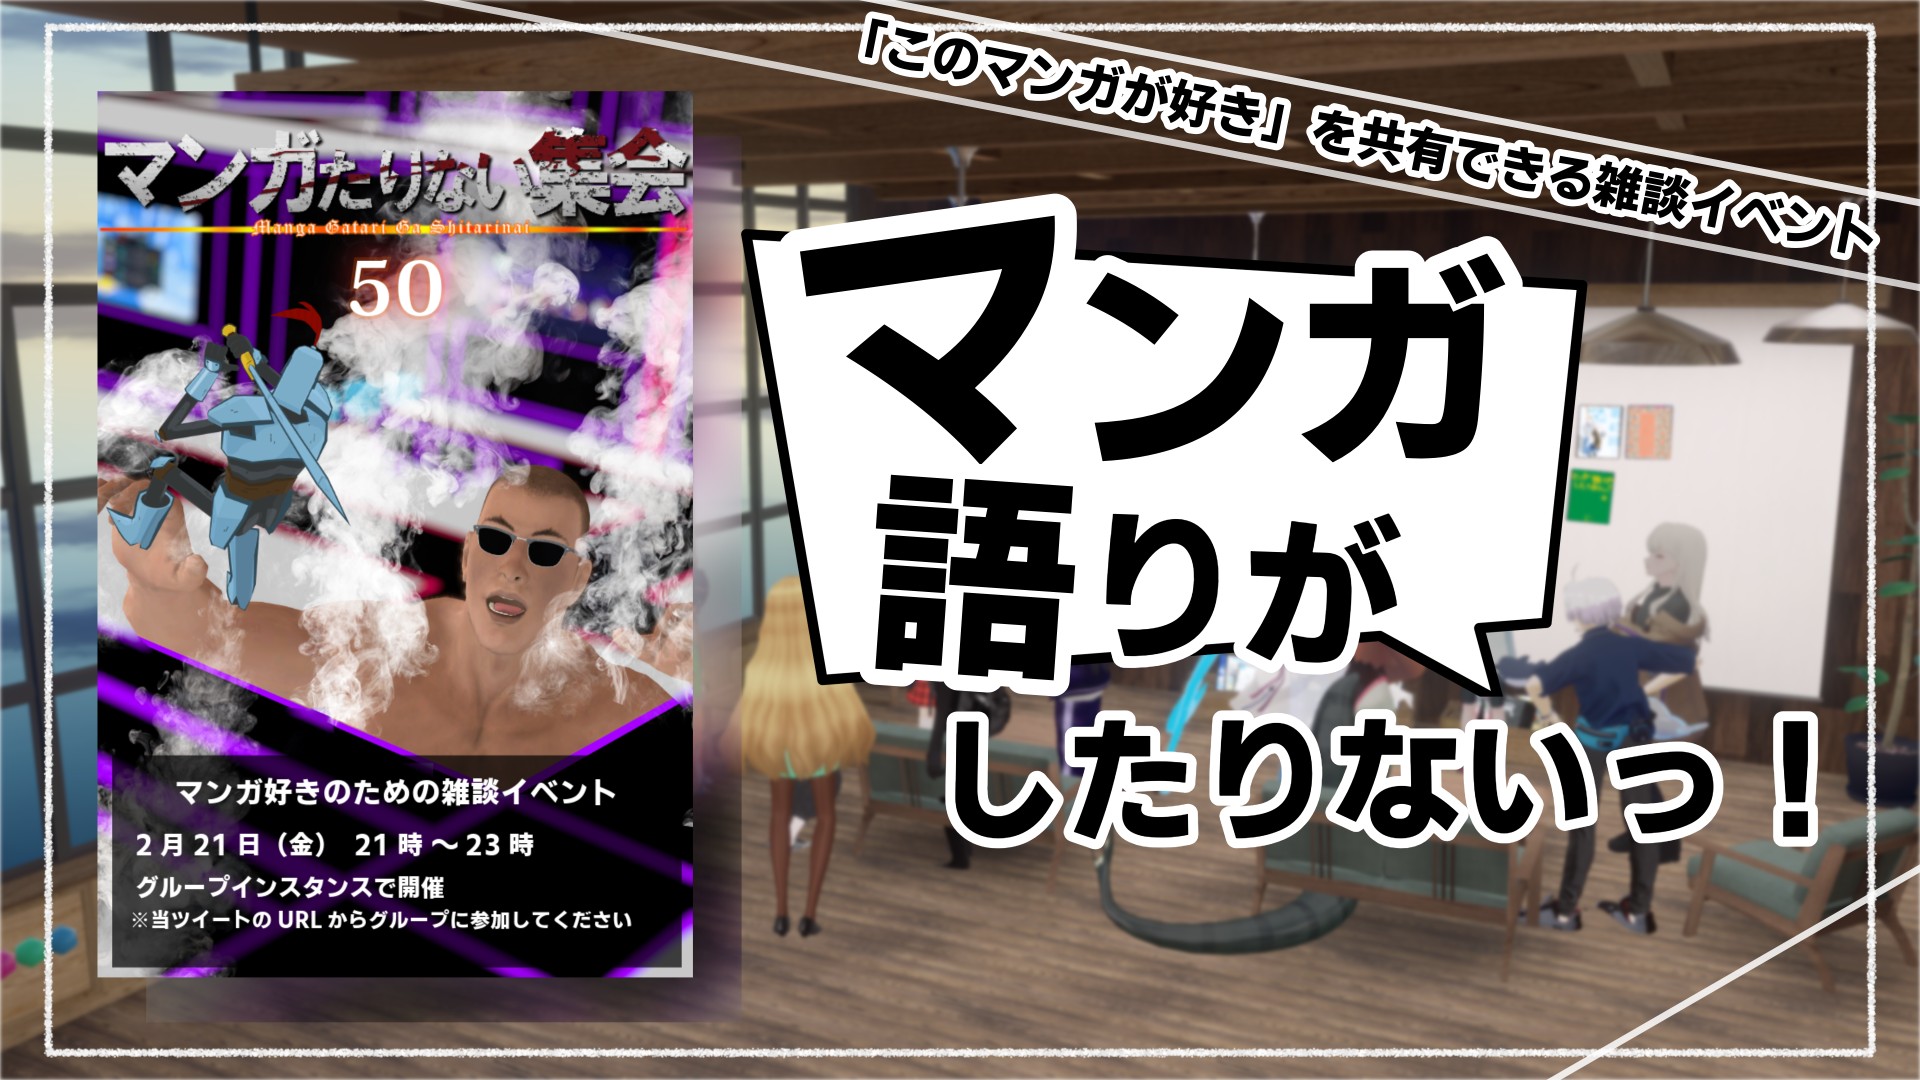 「このマンガが好き」を共有できる雑談イベント
マンガ
語りが
したりないっ！
マンガたりない集会
Manga Gatari Ga Shitarinai
50
マンガ好きのための雑談イベント
2月21日（金） 21時～23時
グループインスタンスで開催
※当ツイートのURLからグループに参加してください